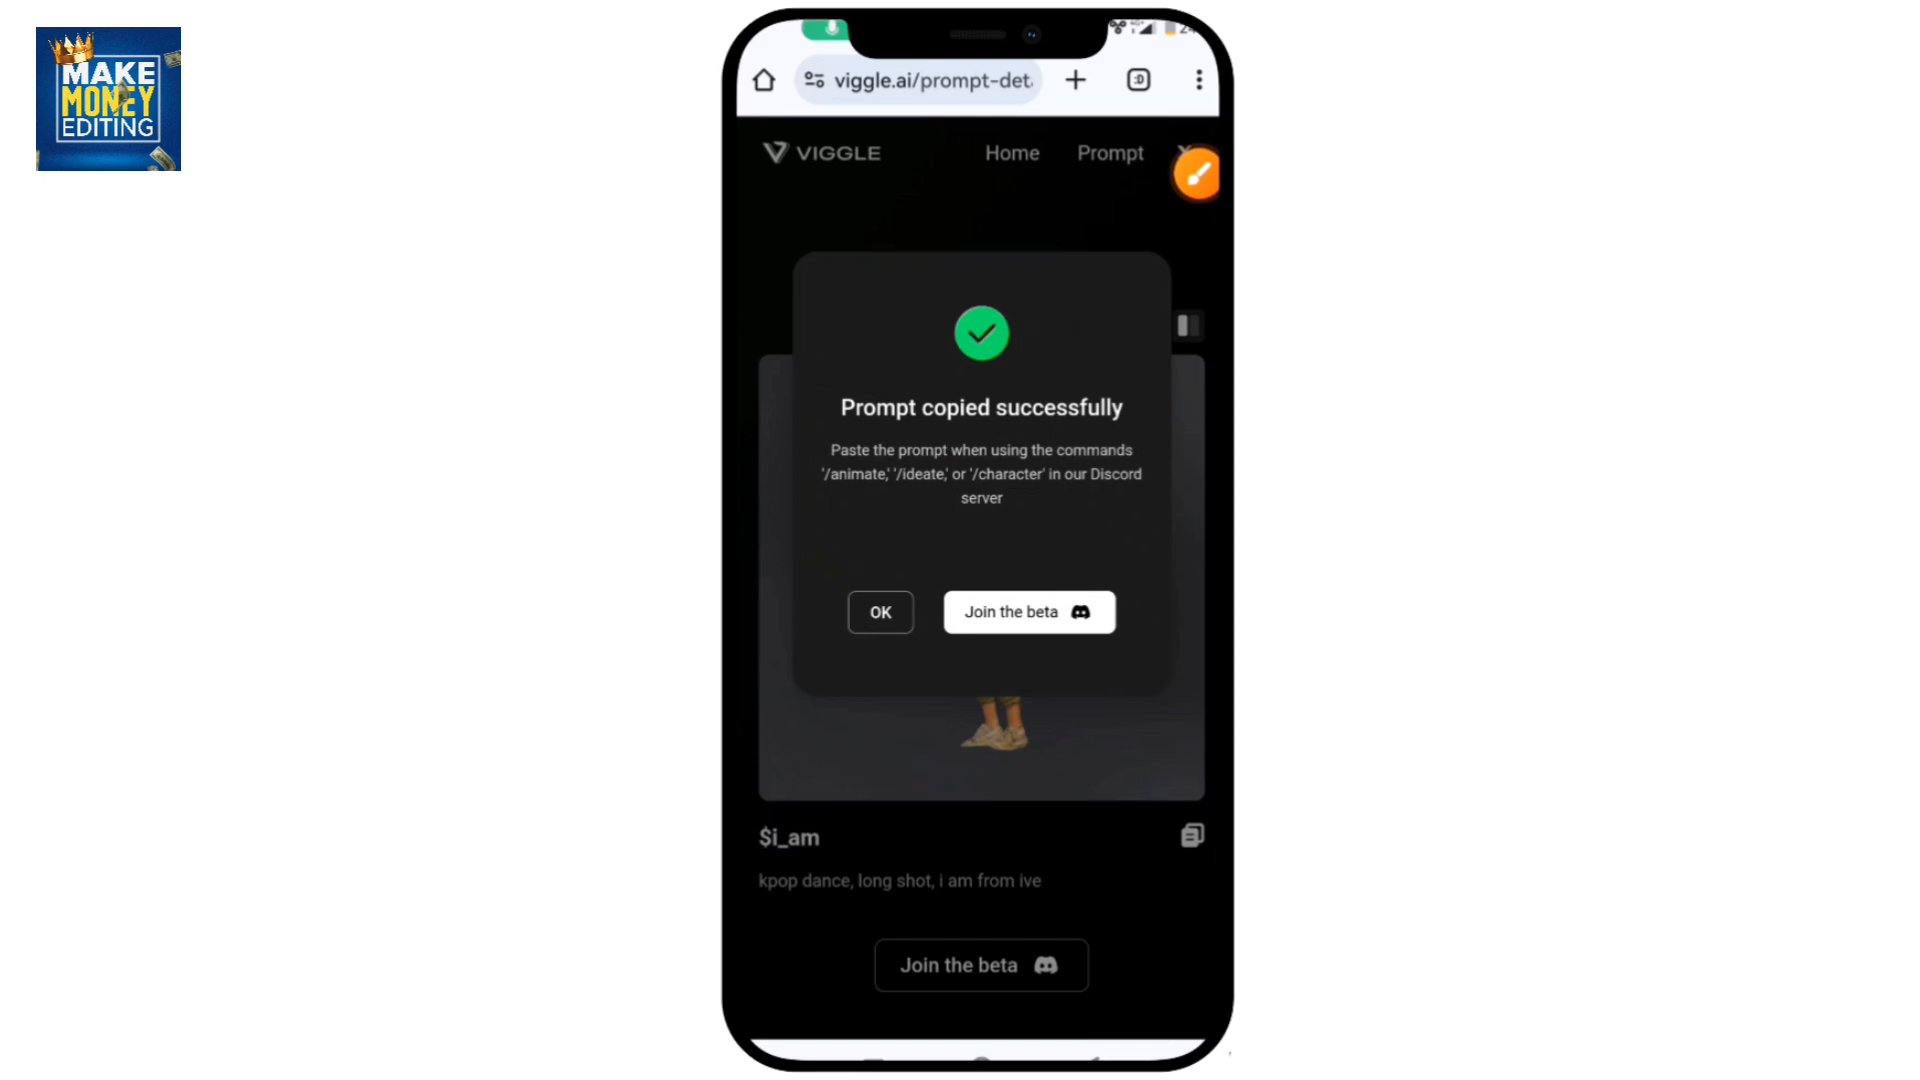 MAKE
MONEY
EDITING
viggle.ai/prompt-det
VIGGLE
Home
Prompt
Prompt copied successfully
Paste the prompt when using the commands
'/animate,' '/ideate,' or '/character' in our Discord
server
OK
Join the beta
$i_am
kpop dance, long shot, i am from ive
Join the beta